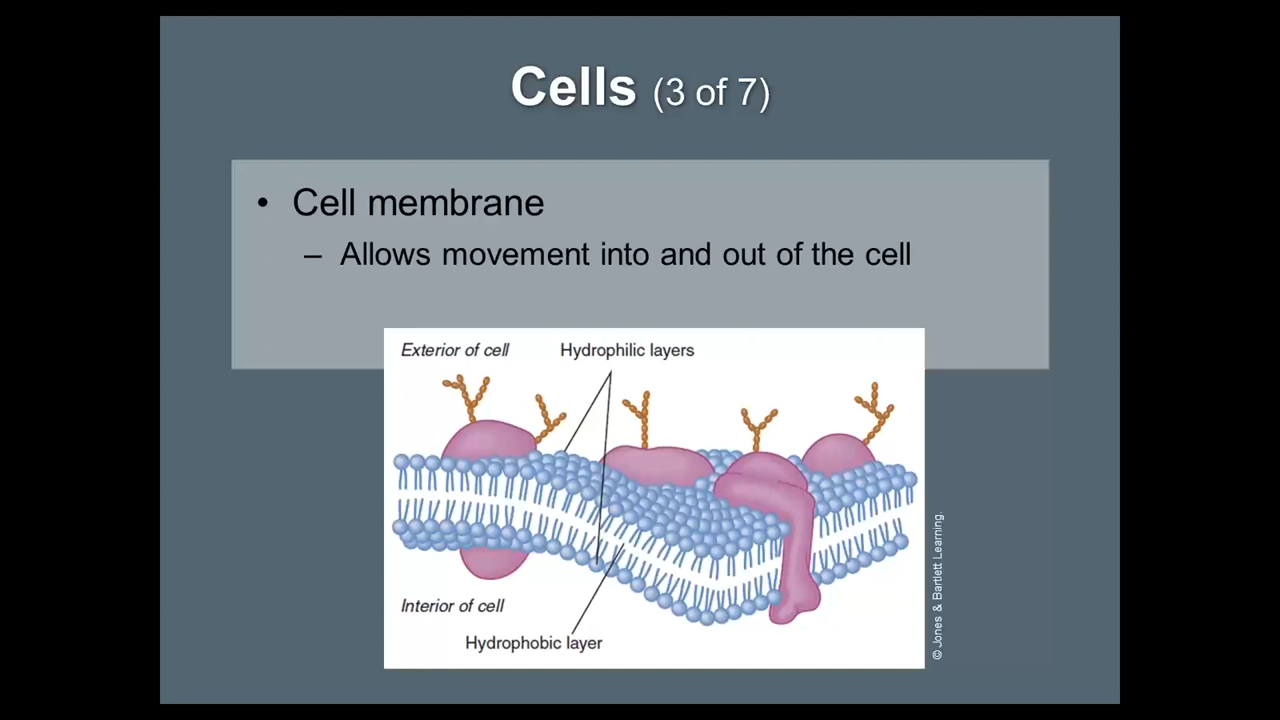 Cells (3 of 7)
• Cell membrane
– Allows movement into and out of the cell
Exterior of cell
Hydrophilic layers
Interior of cell
Hydrophobic layer
© Jones & Bartlett Learning.